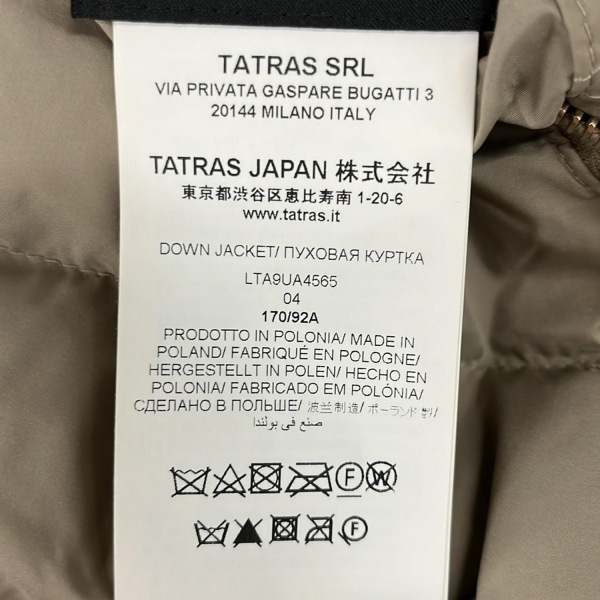 TATRAS SRL
VIA PRIVATA GASPARE BUGATTI 3
20144 MILANO ITALY
TATRAS JAPAN 株式会社
東京都渋谷区恵比寿南 1-20-6
www.tatras.it
DOWN JACKET/ ПУХОВАЯ КУРТКА
LTA9UA4565
04
170/92A
PRODOTTO IN POLONIA/ MADE IN
POLAND/ FABRIQUÉ EN POLOGNE/
HERGESTELLT IN POLEN/ HECHO EN
POLONIA/ FABRICADO EM POLÓNIA/
СДЕЛАНО В ПОЛЬШЕ/ 波兰制造/ ポーランド製/
صنع في بولندا
F W
F